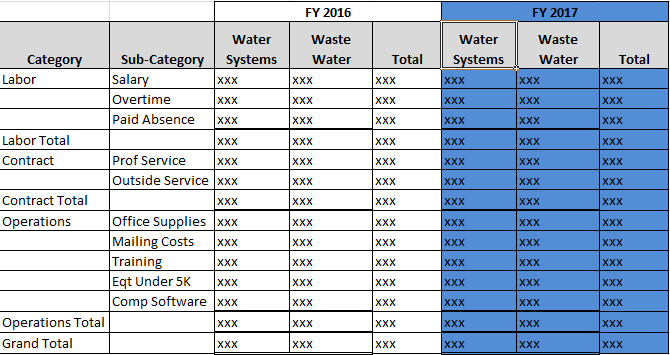 FY 2016 FY 2017
Water Waste Water Waste
Category Sub-Category Systems Water Total Systems Water Total
Labor Salary xxx xxx xxx xxx xxx xxx
Overtime xxx xxx xxx xxx xxx xxx
Paid Absence xxx xxx xxx xxx xxx xxx
Labor Total xxx xxx xxx xxx xxx xxx
Contract Prof Service xxx xxx xxx xxx xxx xxx
Outside Service xxx xxx xxx xxx xxx xxx
Contract Total xxx xxx xxx xxx xxx xxx
Operations Office Supplies xxx xxx xxx xxx xxx xxx
Mailing Costs xxx xxx xxx xxx xxx xxx
Training xxx xxx xxx xxx xxx xxx
Eqt Under 5K xxx xxx xxx xxx xxx xxx
Comp Software xxx xxx xxx xxx xxx xxx
Operations Total xxx xxx xxx xxx xxx xxx
Grand Total xxx xxx xxx xxx xxx xxx